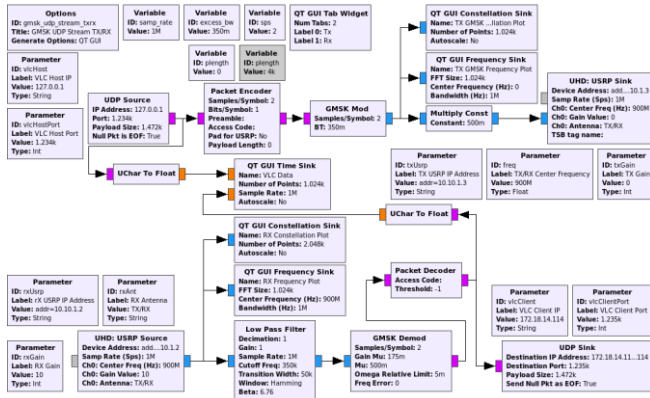 Options
ID: gmsk_udp_stream_txrx
Title: GMSK UDP Stream TX/RX
Generate Options: QT GUI
Variable
ID: samp_rate
Value: 1M
Variable
ID: excess_bw
Value: 350m
Variable
ID: sps
Value: 2
QT GUI Tab Widget
Num Tabs: 2
Label 0: Tx
Label 1: Rx
QT GUI Constellation Sink
Name: TX GMSK ...llation Plot
Number of Points: 1.024k
Autoscale: No
Variable
ID: plength
Value: 0
Variable
ID: plength
Value: 4k
Parameter
ID: vlcHost
Label: VLC Host IP
Value: 127.0.0.1
Type: String
QT GUI Frequency Sink
Name: TX GMSK Frequency Plot
FFT Size: 1.024k
Center Frequency (Hz): 0
Bandwidth (Hz): 1M
UDP Source
IP Address: 127.0.0.1
Port: 1.234k
Payload Size: 1.472k
Null Pkt is EOF: True
Packet Encoder
Samples/Symbol: 2
Bits/Symbol: 1
Preamble:
Access Code:
Pad for USRP: No
Payload Length: 0
GMSK Mod
Samples/Symbol: 2
BT: 350m
Multiply Const
Constant: 500m
UHD: USRP Sink
Device Address: add...10.1.3
Samp Rate (Sps): 1M
Ch0: Center Freq (Hz): 900M
Ch0: Gain Value: 0
Ch0: Antenna: TX/RX
TSB tag name:
Parameter
ID: vlcHostPort
Label: VLC Host Port
Value: 1.234k
Type: Int
UChar To Float
QT GUI Time Sink
Name: VLC Data
Number of Points: 1.024k
Sample Rate: 1M
Autoscale: No
Parameter
ID: txUsrp
Label: TX USRP IP Address
Value: addr=10.10.1.3
Type: String
Parameter
ID: freq
Label: TX/RX Center Frequency
Value: 900M
Type: Float
Parameter
ID: txGain
Label: TX Gain
Value: 0
Type: Int
UChar To Float
QT GUI Constellation Sink
Name: RX Constellation Plot
Number of Points: 2.048k
Autoscale: No
QT GUI Frequency Sink
Name: RX Frequency Plot
FFT Size: 1.024k
Center Frequency (Hz): 900M
Bandwidth (Hz): 1M
Packet Decoder
Access Code:
Threshold: -1
Parameter
ID: rxUsrp
Label: rX USRP IP Address
Value: addr=10.10.1.2
Type: String
Parameter
ID: rxAnt
Label: RX Antenna
Value: TX/RX
Type: String
Parameter
ID: vlcClient
Label: VLC Client IP
Value: 172.18.14.114
Type: String
Parameter
ID: vlcClientPort
Label: VLC Client Port
Value: 1.235k
Type: Int
Parameter
ID: rxGain
Label: RX Gain
Value: 10
Type: Int
UHD: USRP Source
Device Address: add...10.1.2
Samp Rate (Sps): 1M
Ch0: Center Freq (Hz): 900M
Ch0: Gain Value: 10
Ch0: Antenna: TX/RX
Low Pass Filter
Decimation: 1
Gain: 1
Sample Rate: 1M
Cutoff Freq: 350k
Transition Width: 50k
Window: Hamming
Beta: 6.76
GMSK Demod
Samples/Symbol: 2
Gain Mu: 175m
Mu: 500m
Omega Relative Limit: 5m
Freq Error: 0
UDP Sink
Destination IP Address: 172.18.14...114
Destination Port: 1.235k
Payload Size: 1.472k
Send Null Pkt as EOF: True